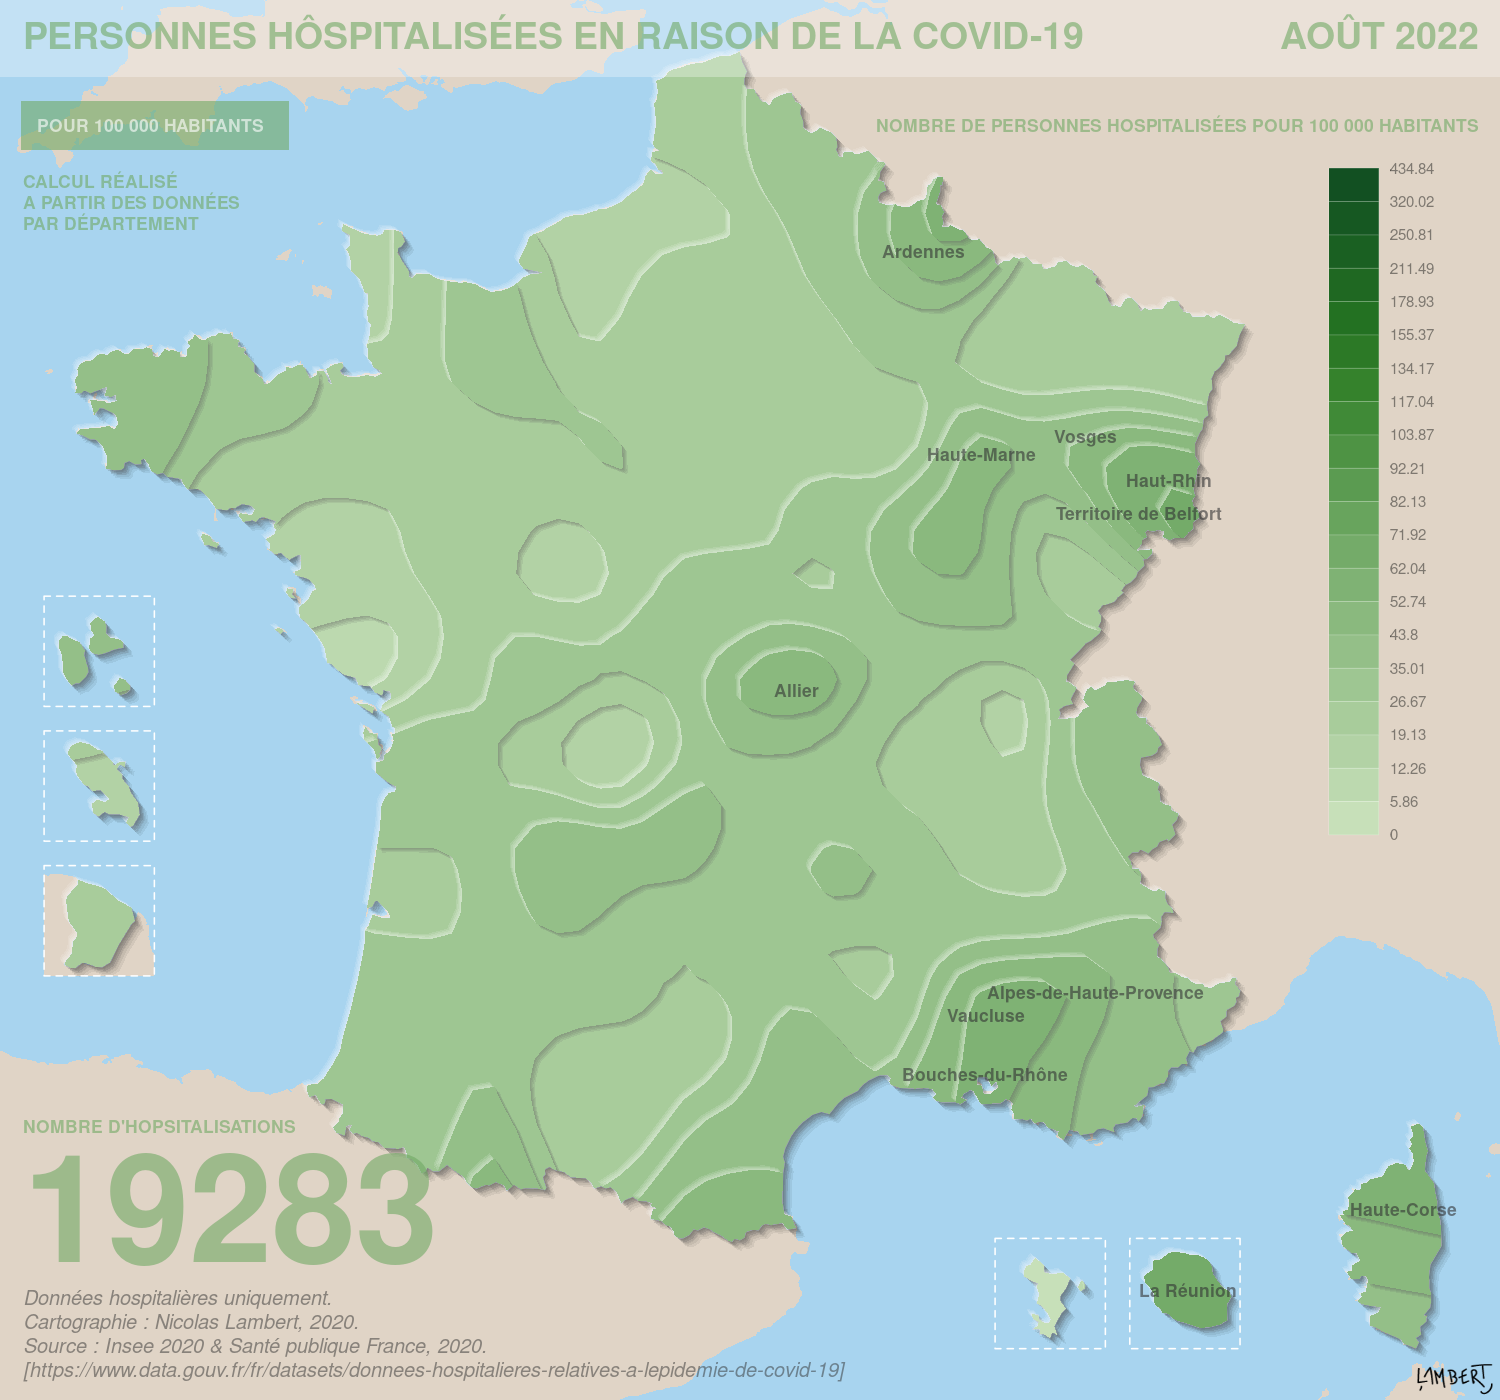 PERSONNES HÔSPITALISÉES EN RAISON DE LA COVID-19
AOÛT 2022
POUR 100 000 HABITANTS
CALCUL RÉALISÉ
A PARTIR DES DONNÉES
PAR DÉPARTEMENT
NOMBRE DE PERSONNES HOSPITALISÉES POUR 100 000 HABITANTS
434.84
320.02
250.81
211.49
178.93
155.37
134.17
117.04
103.87
92.21
82.13
71.92
62.04
52.74
43.8
35.01
26.67
19.13
12.26
5.86
0
Ardennes
Vosges
Haute-Marne
Haut-Rhin
Territoire de Belfort
Allier
Alpes-de-Haute-Provence
Vaucluse
Bouches-du-Rhône
Haute-Corse
La Réunion
NOMBRE D'HOPSITALISATIONS
19283
Données hospitalières uniquement.
Cartographie : Nicolas Lambert, 2020.
Source : Insee 2020 & Santé publique France, 2020.
[https://www.data.gouv.fr/fr/datasets/donnees-hospitalieres-relatives-a-lepidemie-de-covid-19]
LAMBERT